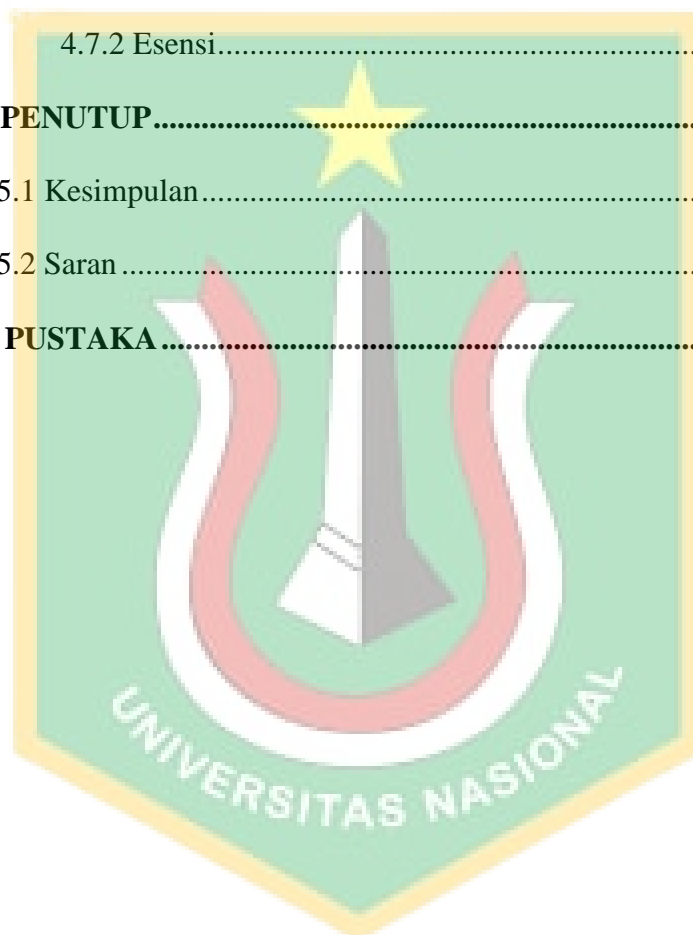 4.7.2 Esensi........................................................
PENUTUP................................................................
5.1 Kesimpulan..........................................................
5.2 Saran................................................................
PUSTAKA................................................................
UNIVERSITAS NASIONAL